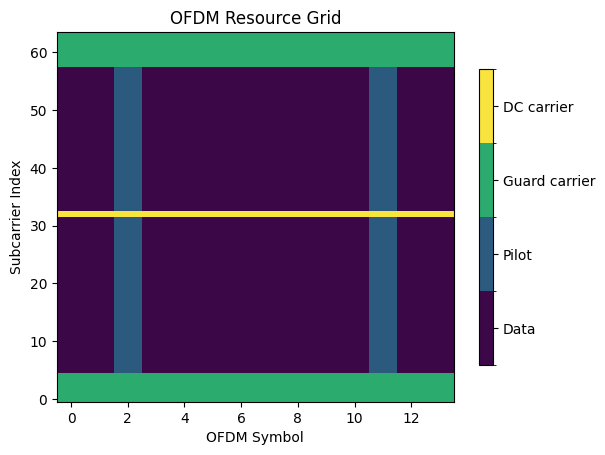 OFDM Resource Grid
60
50
40
30
20
10
0
Subcarrier Index
0 2 4 6 8 10 12
OFDM Symbol
DC carrier
Guard carrier
Pilot
Data